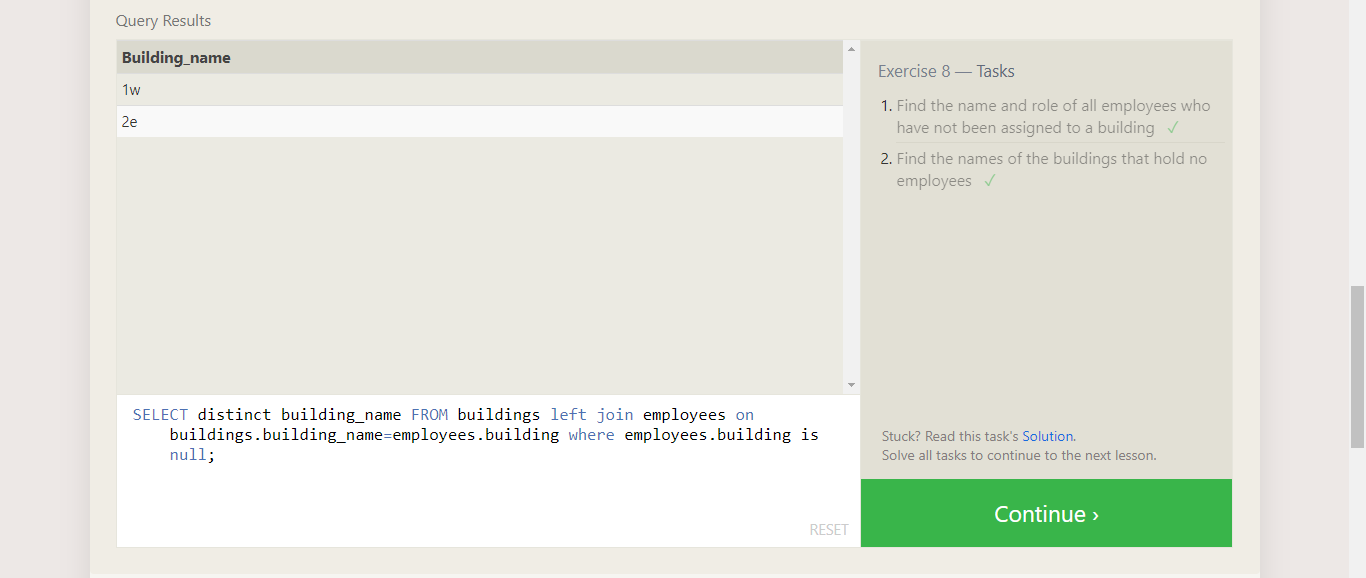 Query Results
Building_name
1w
2e
SELECT distinct building_name FROM buildings left join employees on
buildings.building_name=employees.building where employees.building is
null;
RESET
Exercise 8 — Tasks
1. Find the name and role of all employees who
have not been assigned to a building ✓
2. Find the names of the buildings that hold no
employees ✓
Stuck? Read this task's Solution.
Solve all tasks to continue to the next lesson.
Continue ›